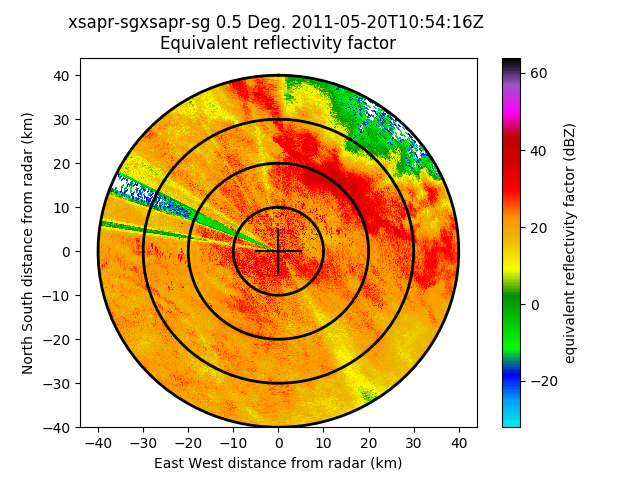 xsapr-sgxsapr-sg 0.5 Deg. 2011-05-20T10:54:16Z
Equivalent reflectivity factor
North South distance from radar (km)
40
30
20
10
0
−10
−20
−30
−40
−40 −30 −20 −10 0 10 20 30 40
East West distance from radar (km)
60
40
20
0
−20
equivalent reflectivity factor (dBZ)